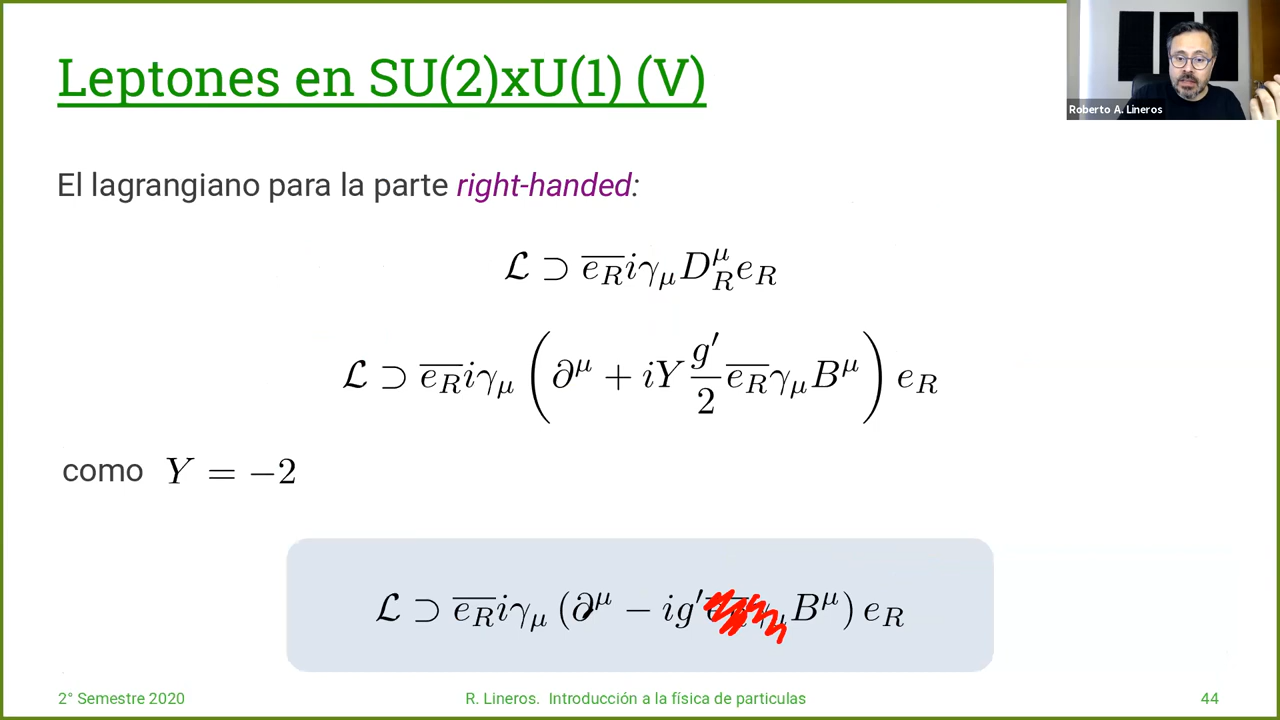 Leptones en SU(2)xU(1) (V)
Roberto A. Lineros
El lagrangiano para la parte right-handed:
ℒ ⊃ e̅_R iγ_μ D^μ_R e_R
ℒ ⊃ e̅_R iγ_μ (∂^μ + iY g′/2 e̅_R γ_μ B^μ) e_R
como Y = −2
ℒ ⊃ e̅_R iγ_μ (∂^μ − ig′ B^μ) e_R
2° Semestre 2020
R. Lineros. Introducción a la física de particulas
44